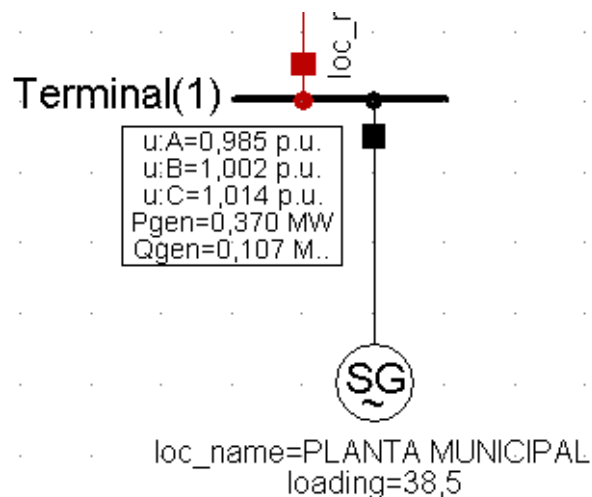 loc_r
Terminal(1)
u:A=0,985 p.u.
u:B=1,002 p.u.
u:C=1,014 p.u.
Pgen=0,370 MW
Qgen=0,107 M..
SG
~
loc_name=PLANTA MUNICIPAL
loading=38,5